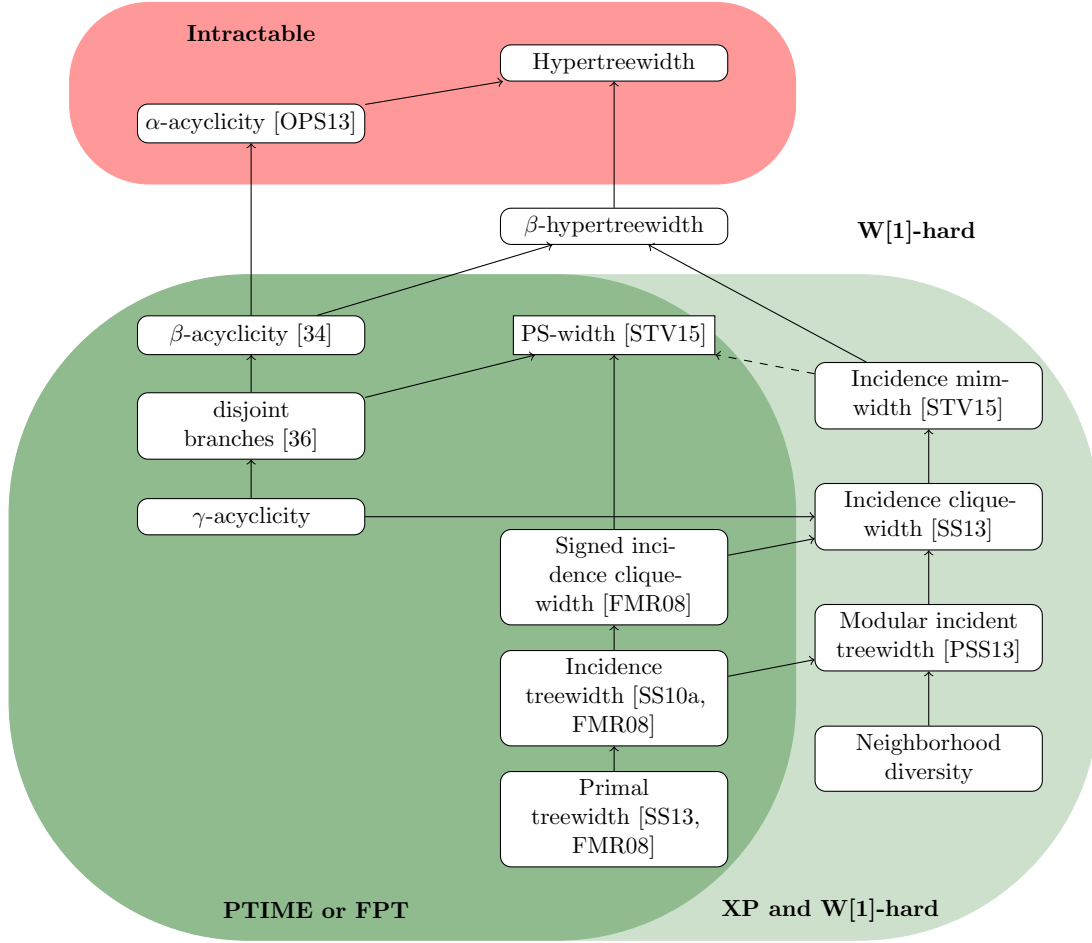 Intractable
Hypertreewidth
α-acyclicity [OPS13]
β-hypertreewidth
W[1]-hard
β-acyclicity [34]
PS-width [STV15]
Incidence mim-
width [STV15]
disjoint
branches [36]
γ-acyclicity
Incidence clique-
width [SS13]
Signed inci-
dence clique-
width [FMR08]
Modular incident
treewidth [PSS13]
Incidence
treewidth [SS10a,
FMR08]
Neighborhood
diversity
Primal
treewidth [SS13,
FMR08]
PTIME or FPT
XP and W[1]-hard